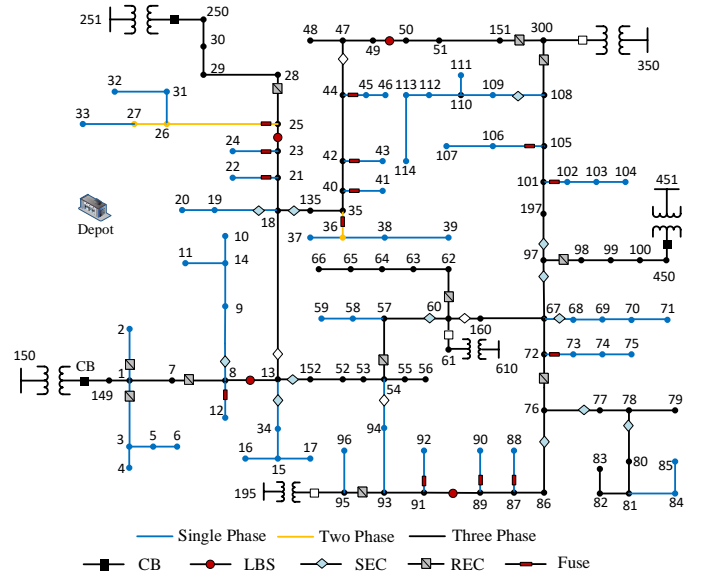 251 250 48 47 49 50 51 151 300 350
30
29 28
32 31 111
44 45 46 113 112 110 109 108
33 27 26 25
24 23 42 43 107 106 105
22 21 114
40 41 101 102 103 104 451
Depot
20 19 18 135 35 197
36
37 38 39
10
11 14 66 65 64 63 62 97 98 99 100 450
9
59 58 57 60 160 67 68 69 70 71
2
61 610 72 73 74 75
150 CB
149 1 7 8 13 152 52 53 54 55 56
12 76 77 78 79
3 5 6 34 94
4 16 15 17 96 92 90 88 83 80 85
195 95 93 91 89 87 86 82 81 84
Single Phase Two Phase Three Phase
CB LBS SEC REC Fuse